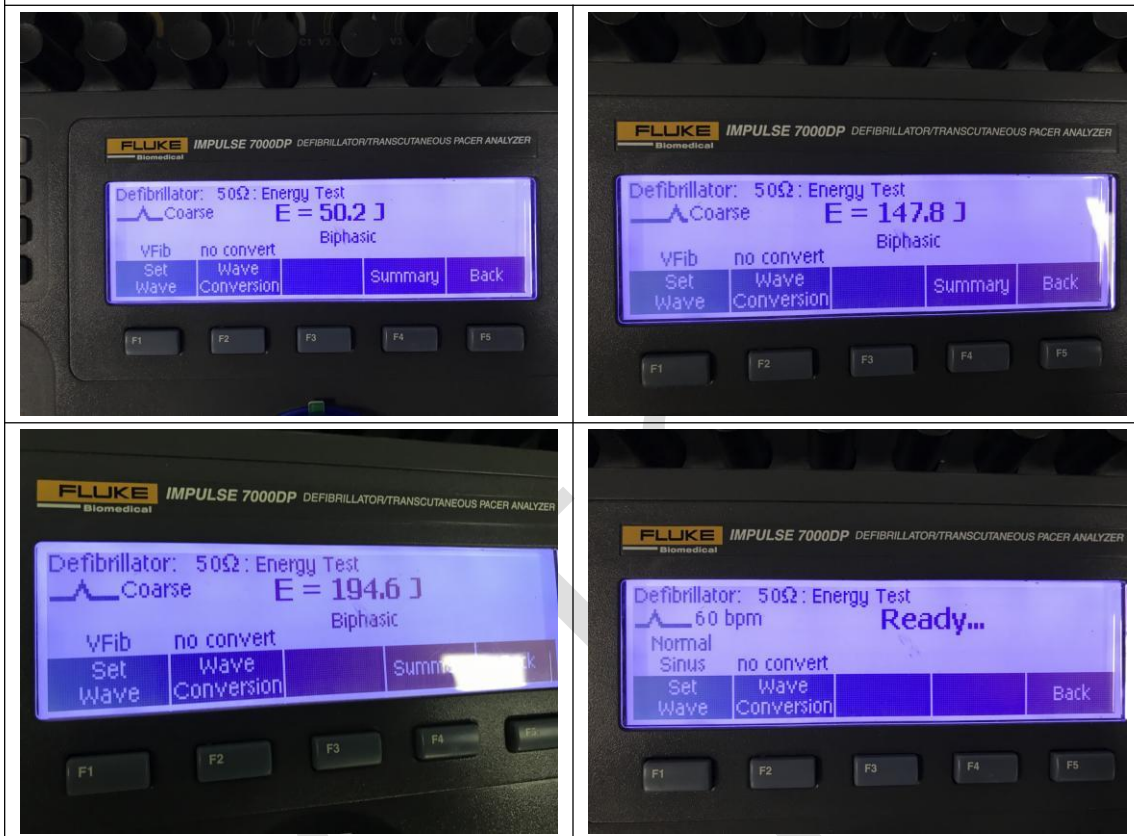 FLUKE IMPULSE 7000DP DEFIBRILLATOR/TRANSCUTANEOUS PACER ANALYZER
Biomedical
Defibrillator: 50Ω: Energy Test
Coarse E = 50.2 J
Biphasic
VFib no convert
Set Wave Summary Back
Wave Conversion
F1 F2 F3 F4 F5
FLUKE IMPULSE 7000DP DEFIBRILLATOR/TRANSCUTANEOUS PACER ANALYZER
Biomedical
Defibrillator: 50Ω: Energy Test
Coarse E = 147.8 J
Biphasic
VFib no convert
Set Wave Summary Back
Wave Conversion
F1 F2 F3 F4 F5
FLUKE IMPULSE 7000DP DEFIBRILLATOR/TRANSCUTANEOUS PACER ANALYZER
Biomedical
Defibrillator: 50Ω: Energy Test
Coarse E = 194.6 J
Biphasic
VFib no convert
Set Wave
Wave Conversion
F1 F2 F3 F4
FLUKE IMPULSE 7000DP DEFIBRILLATOR/TRANSCUTANEOUS PACER ANALYZER
Biomedical
Defibrillator: 50Ω: Energy Test
60 bpm Ready...
Normal
Sinus no convert
Set Wave Back
Wave Conversion
F1 F2 F3 F4 F5